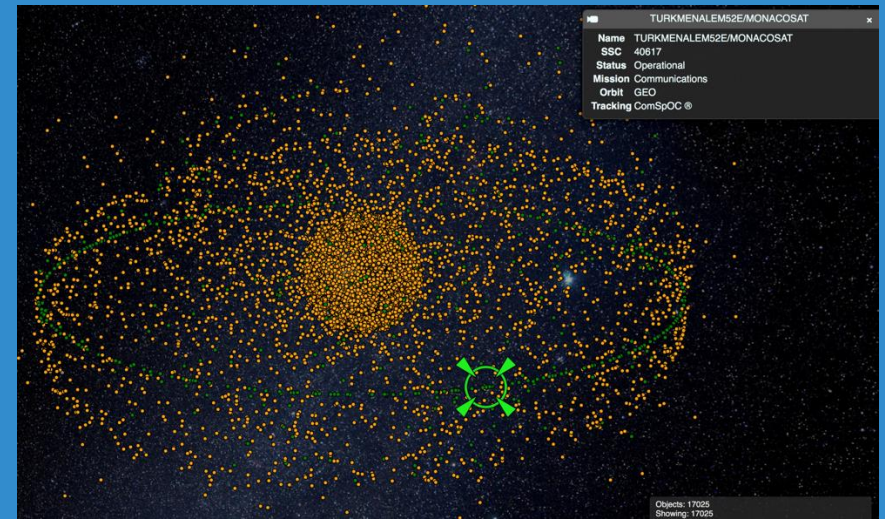 TURKMENALEM52E/MONACOSAT ×
Name TURKMENALEM52E/MONACOSAT
SSC 40617
Status Operational
Mission Communications
Orbit GEO
Tracking ComSpOC ®
Objects: 17025
Showing: 17025